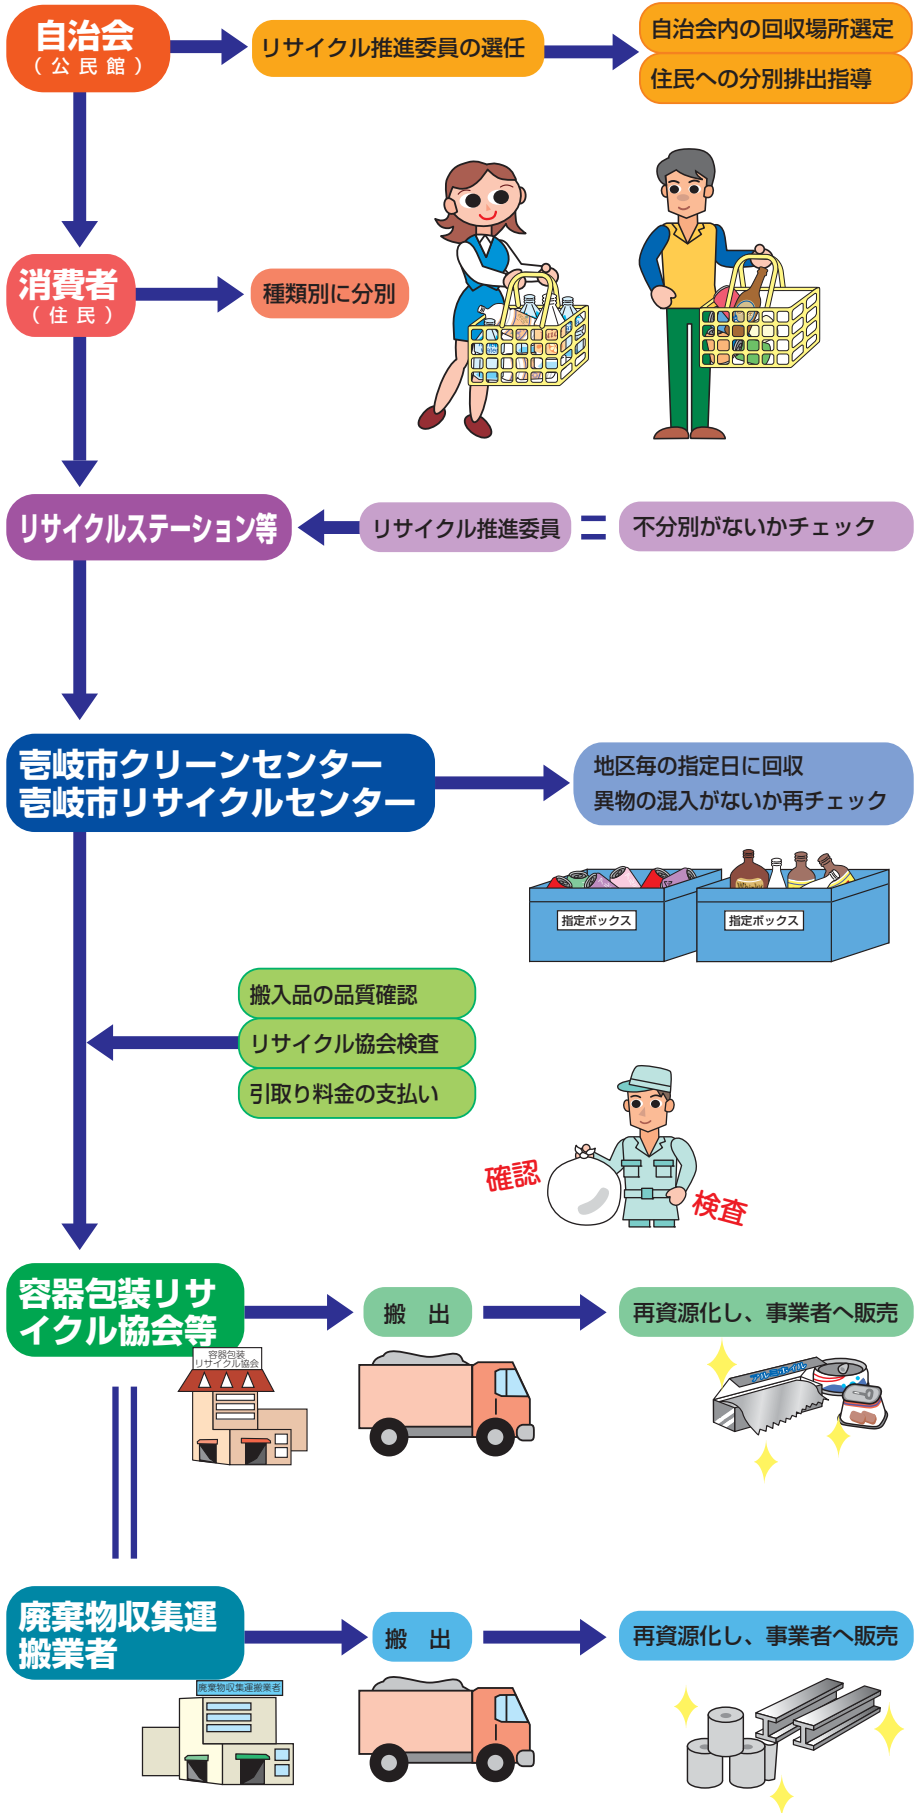 自治会
(公民館)
リサイクル推進委員の選任
自治会内の回収場所選定
住民への分別排出指導
消費者
(住民)
種類別に分別
リサイクルステーション等
リサイクル推進委員
=
不分別がないかチェック
壱岐市クリーンセンター
壱岐市リサイクルセンター
地区毎の指定日に回収
異物の混入がないか再チェック
指定ボックス
指定ボックス
搬入品の品質確認
リサイクル協会検査
引取り料金の支払い
確認
検査
容器包装リサ
イクル協会等
搬 出
再資源化し、事業者へ販売
容器包装
リサイクル協会
アルミホイル
廃棄物収集運
搬業者
搬 出
再資源化し、事業者へ販売
廃棄物収集運搬業者